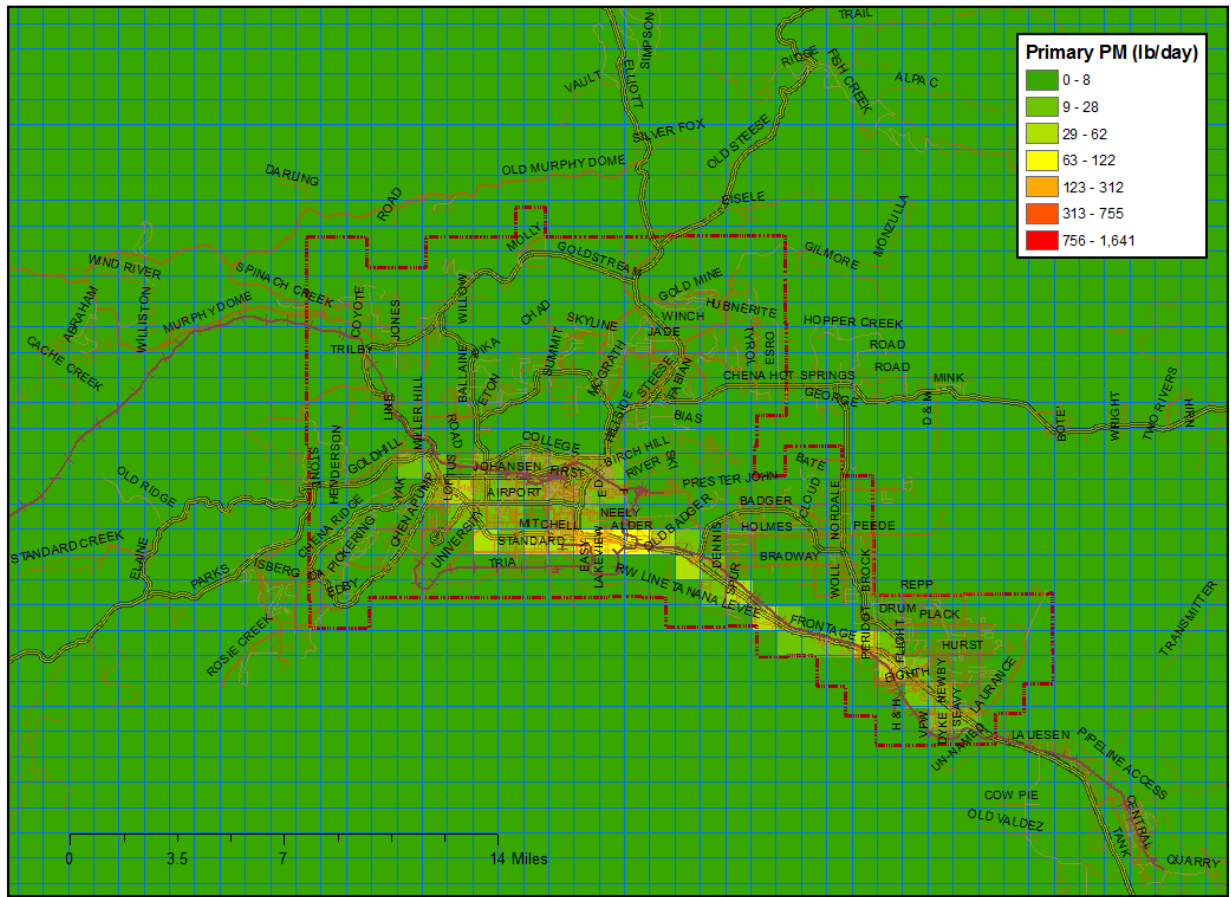 TRAIL
SIMPSON
ELLIOTT
VAULT
RIDGE
FISH CREEK
ALPA C
Primary PM (lb/day)
0 - 8
9 - 28
29 - 62
63 - 122
123 - 312
313 - 755
756 - 1,641
SILVER FOX
OLD STEESE
OLD MURPHY DOME
DARLING
ROAD
EISELE
MONZULLA
MOLLY
GOLDSTREAM
GILMORE
WIND RIVER
SPINACH CREEK
ABRAHAM
WILLISTON
MURPHY DOME
COYOTE
JONES
WILLOW
GOLD MINE
HUBNERITE
CHAD
SKYLINE
WINCH
JADE
HOPPER CREEK
ROAD
ROAD
CACHE CREEK
TRILBY
PIKA
SUMMIT
MCGRATH
STEESE
FABIAN
TYROL
ESRO
CHENA HOT SPRINGS
GEORGE
MINK
D & M
BOTE
WRIGHT
TWO RIVERS
HIEN
LINE
MILLER HILL
BALLAINE
ETON
ROAD
HILLSIDE
BIAS
STONE
HENDERSON
GOLDHILL
LOFTUS
COLLEGE
BIRCH HILL
RIVER
SKI
JOHANSEN
FIRST
PRESTER JOHN
BATE
OLD RIDGE
YAK
CHENA PUMP
AIRPORT
BADGER
CLOUD
NORDALE
CHENA RIDGE
PICKERING
UNIVERSITY
MITCHELL
NEELY
ALDER
OLD BADGER
HOLMES
PEEDE
STANDARD CREEK
ELAINE
STANDARD
EASY
LAKEVIEW
DENNIS
BRADWAY
PARKS
ISBERG
EDBY
TRIA
R/W LINE TANANA LEVEE
SPUR
WOLL
BROCK
REPP
ROSIE CREEK
FRONTAGE
PERIDOT
DRUM
PLACK
FLIGHT
HURST
TRANSMITTER
EIGHTH
H & H
VFW
DYKE
NEWBY
SEAVY
LAURANCE
UN-NAMED
LAUESEN
PIPELINE ACCESS
COW PIE
OLD VALDEZ
CENTRAL
TANK
QUARRY
0 3.5 7 14 Miles